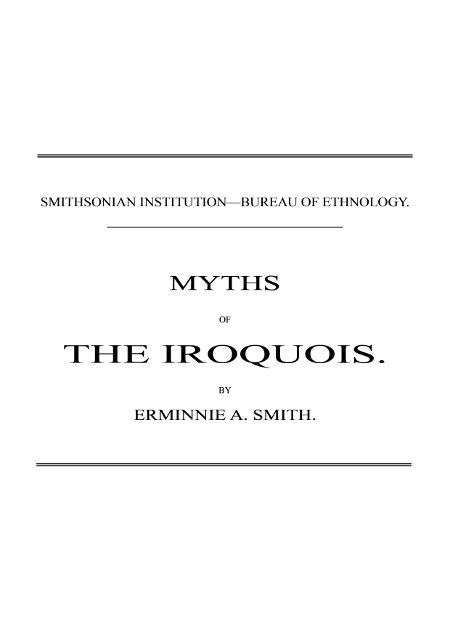 SMITHSONIAN INSTITUTION—BUREAU OF ETHNOLOGY.
MYTHS
OF
THE IROQUOIS.
BY
ERMINNIE A. SMITH.